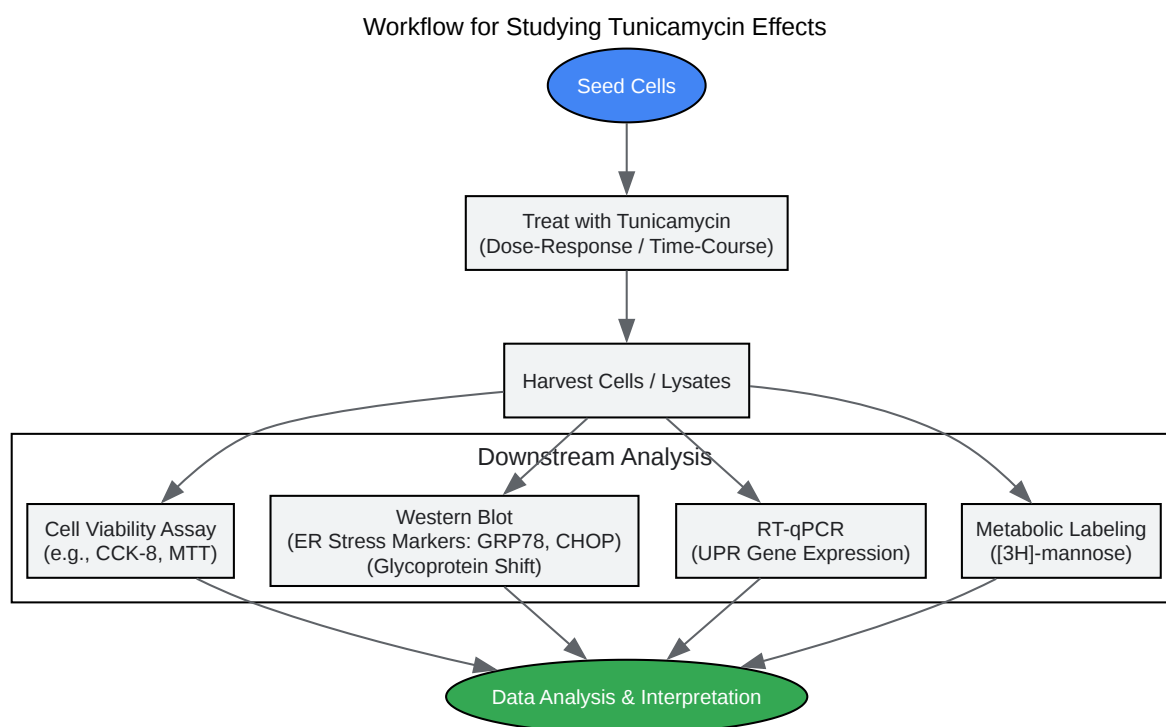 Workflow for Studying Tunicamycin Effects
Seed Cells
Treat with Tunicamycin
(Dose-Response / Time-Course)
Harvest Cells / Lysates
Downstream Analysis
Cell Viability Assay
(e.g., CCK-8, MTT)
Western Blot
(ER Stress Markers: GRP78, CHOP)
(Glycoprotein Shift)
RT-qPCR
(UPR Gene Expression)
Metabolic Labeling
([3H]-mannose)
Data Analysis & Interpretation